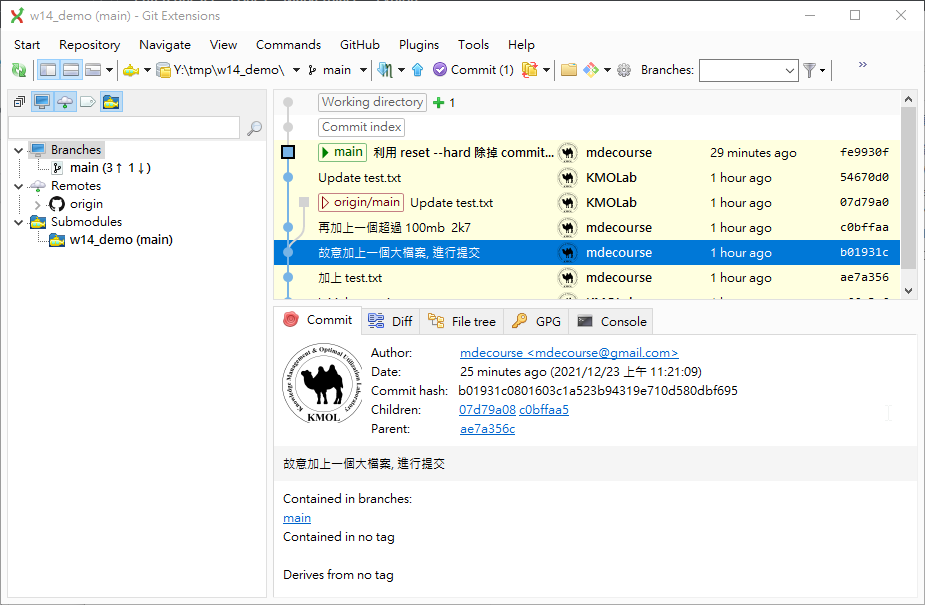 w14_demo (main) - Git Extensions
Start Repository Navigate View Commands GitHub Plugins Tools Help
Y:\tmp\w14_demo\ main Commit (1) Branches: »
Working directory 1
Commit index
main 利用 reset --hard 除掉 commit... mdecourse 29 minutes ago fe9930f
Update test.txt KMOLab 1 hour ago 54670d0
origin/main Update test.txt KMOLab 1 hour ago 07d79a0
再加上一個超過 100mb 2k7 mdecourse 1 hour ago c0bffaa
故意加上一個大檔案, 進行提交 mdecourse 1 hour ago b01931c
加上 test.txt mdecourse 1 hour ago ae7a356
Branches
main (3↑ 1↓)
Remotes
origin
Submodules
w14_demo (main)
Commit Diff File tree GPG Console
Knowledge Management & Optimal Utilization Laboratory
KMOL
Author: mdecourse <mdecourse@gmail.com>
Date: 25 minutes ago (2021/12/23 上午 11:21:09)
Commit hash: b01931c0801603c1a523b94319e710d580dbf695
Children: 07d79a08 c0bffaa5
Parent: ae7a356c
故意加上一個大檔案, 進行提交
Contained in branches:
main
Contained in no tag
Derives from no tag